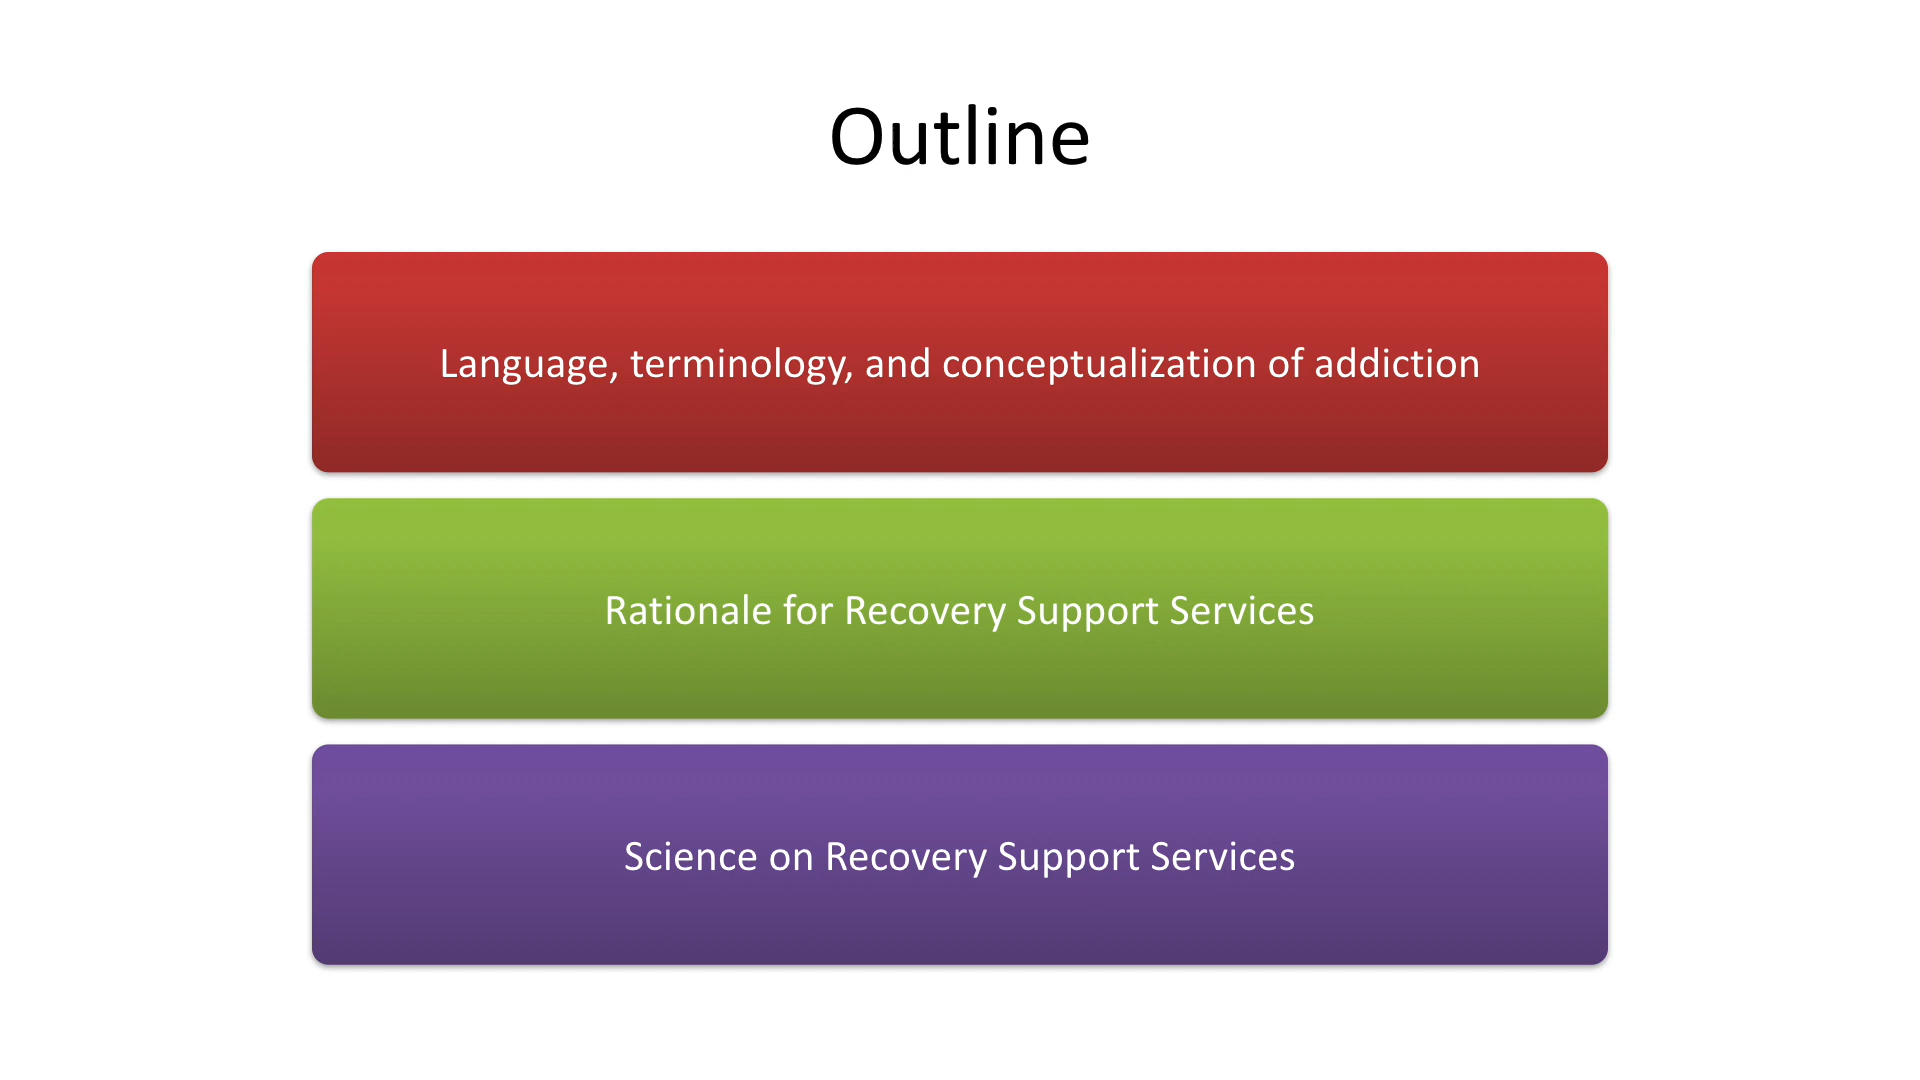 Outline
Language, terminology, and conceptualization of addiction
Rationale for Recovery Support Services
Science on Recovery Support Services